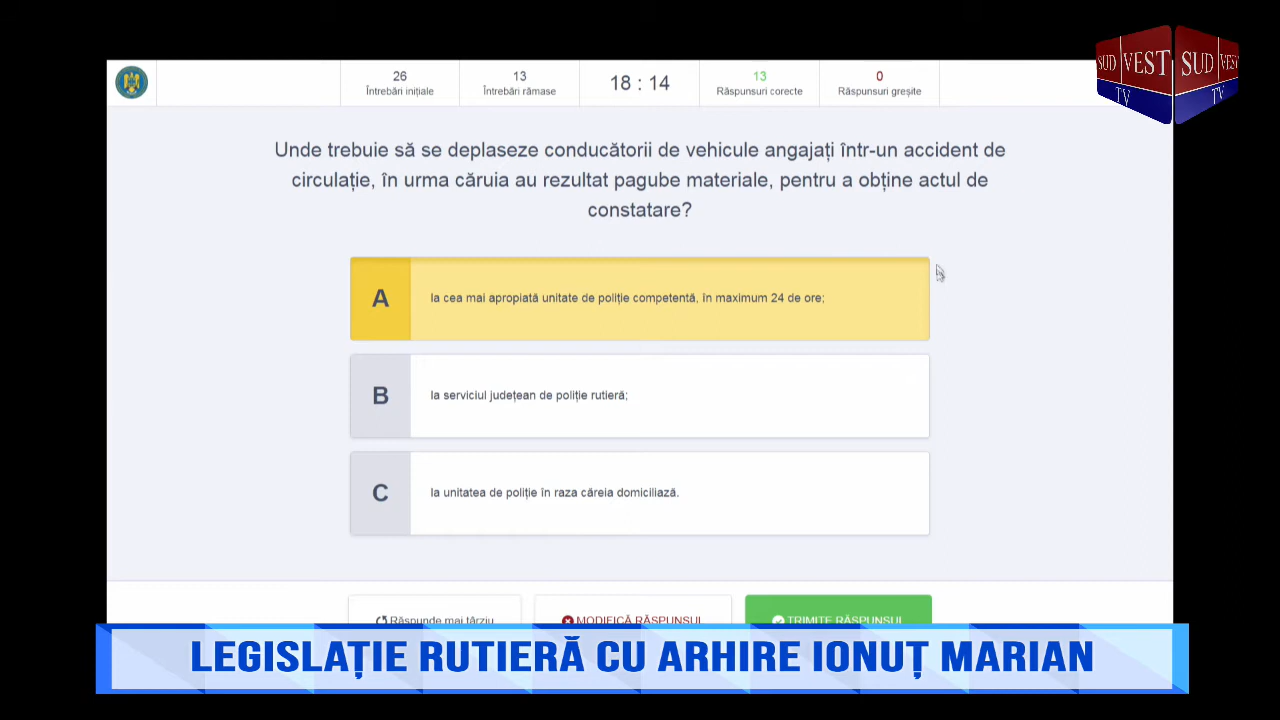 26
Întrebări inițiale
13
Întrebări rămase
18 : 14
13
Răspunsuri corecte
0
Răspunsuri greșite
SUD VEST SUD VEST
TV TV
Unde trebuie să se deplaseze conducătorii de vehicule angajați într-un accident de
circulație, în urma căruia au rezultat pagube materiale, pentru a obține actul de
constatare?
A
la cea mai apropiată unitate de poliție competentă, în maximum 24 de ore;
B
la serviciul județean de poliție rutieră;
C
la unitatea de poliție în raza căreia domiciliază.
Răspunde mai târziu
MODIFICĂ RĂSPUNSUL
TRIMITE RĂSPUNSUL
LEGISLAȚIE RUTIERĂ CU ARHIRE IONUȚ MARIAN